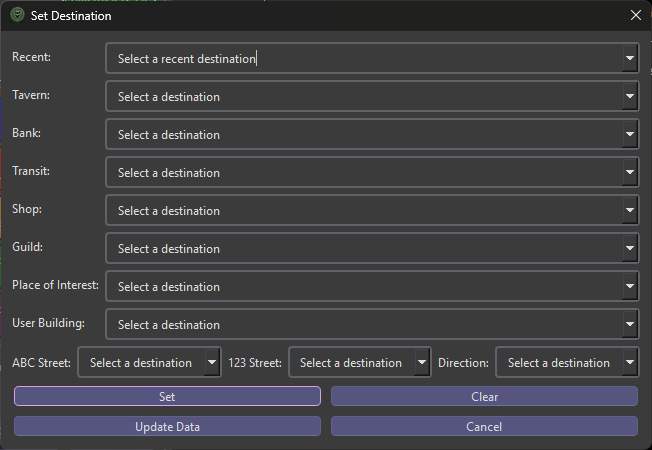 Set Destination
Recent: Select a recent destination
Tavern: Select a destination
Bank: Select a destination
Transit: Select a destination
Shop: Select a destination
Guild: Select a destination
Place of Interest: Select a destination
User Building: Select a destination
ABC Street: Select a destination 123 Street: Select a destination Direction: Select a destination
Set Clear
Update Data Cancel